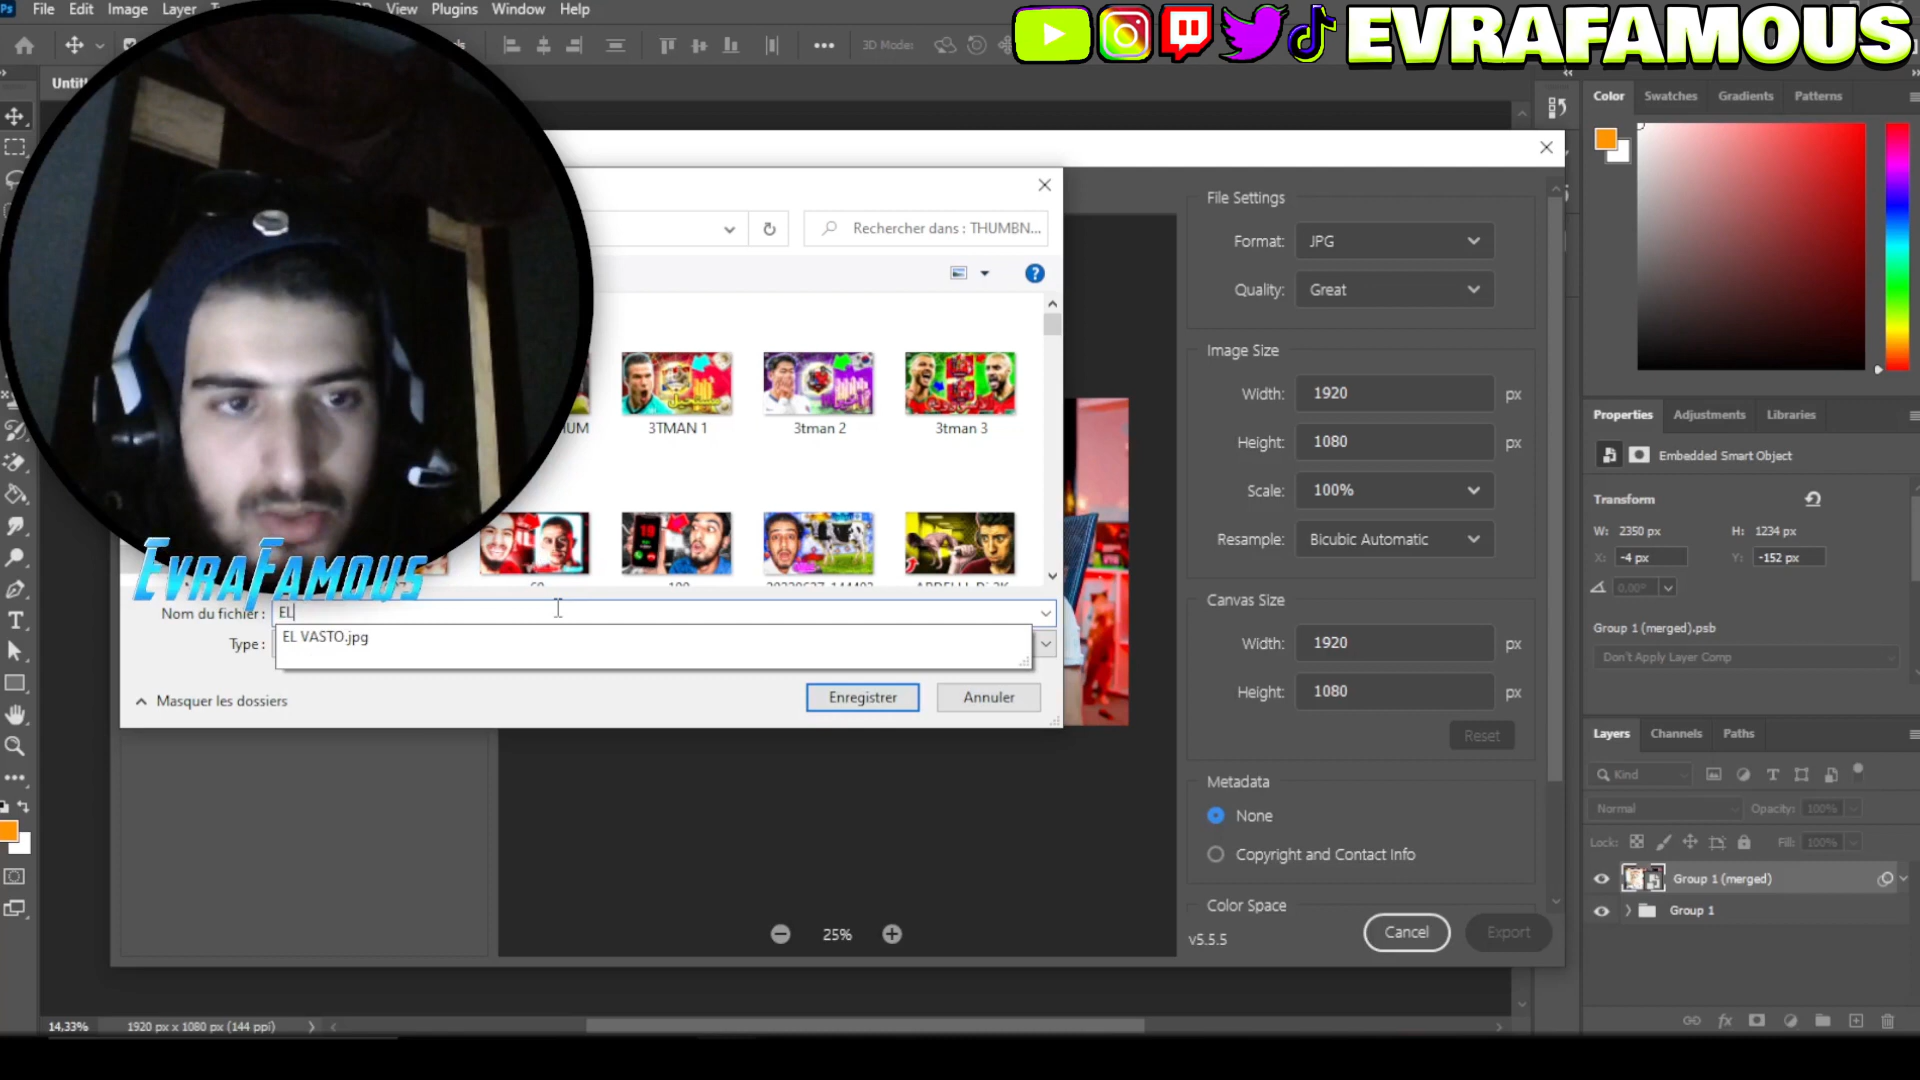 Ps File Edit Image Layer View Plugins Window Help
3D Mode:
EVRAFAMOUS
Color Swatches Gradients Patterns
Rechercher dans : THUMBN...
3TMAN 1
3tman 2
3tman 3
EVRAFAMOUS
Nom du fichier : EL
EL VASTO.jpg
Type :
Masquer les dossiers
Enregistrer Annuler
File Settings
Format: JPG
Quality: Great
Image Size
Width: 1920 px
Height: 1080 px
Scale: 100%
Resample: Bicubic Automatic
Canvas Size
Width: 1920 px
Height: 1080 px
Reset
Metadata
None
Copyright and Contact Info
Color Space
v5.5.5
Cancel Export
25%
Properties Adjustments Libraries
Embedded Smart Object
Transform
W: 2350 px H: 1234 px
X: -4 px Y: -152 px
0.00°
Group 1 (merged).psb
Don't Apply Layer Comp
Layers Channels Paths
Kind
Normal Opacity: 100%
Lock: Fill: 100%
Group 1 (merged)
Group 1
14,33% 1920 px x 1080 px (144 ppi)